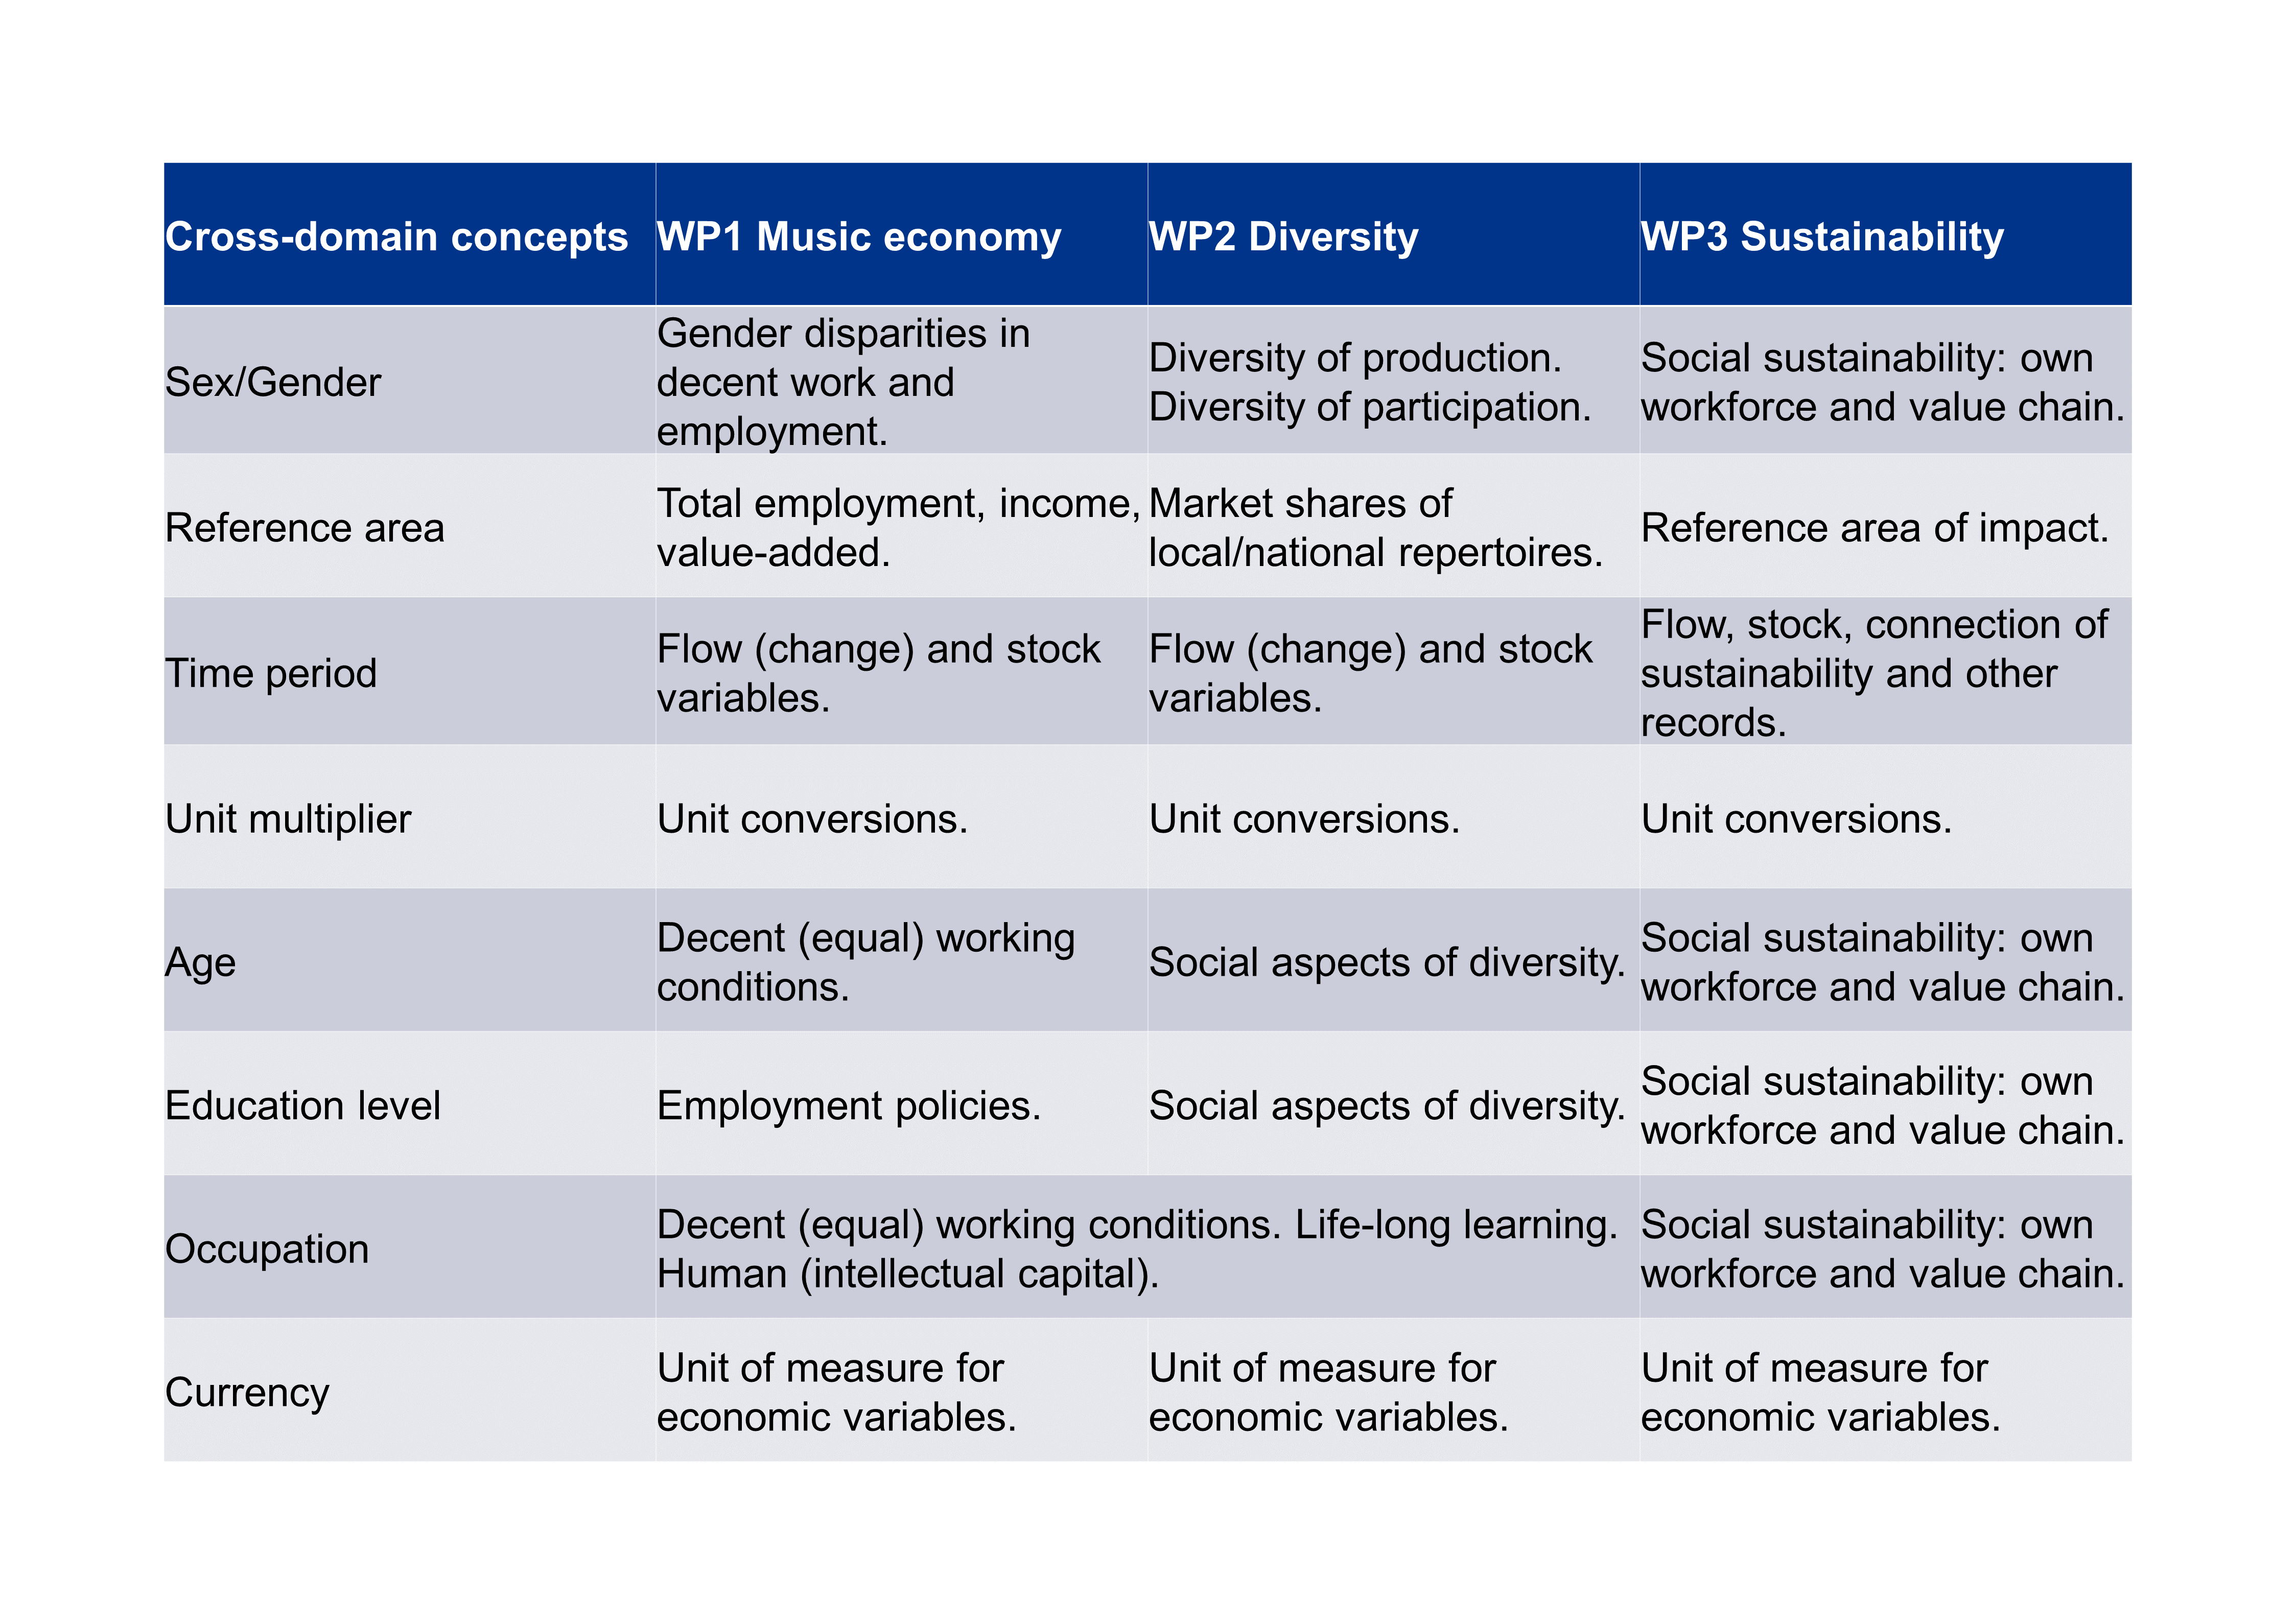 Cross-domain concepts WP1 Music economy WP2 Diversity WP3 Sustainability
Sex/Gender
Gender disparities in
decent work and
employment.
Diversity of production.
Diversity of participation.
Social sustainability: own
workforce and value chain.
Reference area
Total employment, income,
value-added.
Market shares of
local/national repertoires.
Reference area of impact.
Time period
Flow (change) and stock
variables.
Flow (change) and stock
variables.
Flow, stock, connection of
sustainability and other
records.
Unit multiplier
Unit conversions.
Unit conversions.
Unit conversions.
Age
Decent (equal) working
conditions.
Social aspects of diversity.
Social sustainability: own
workforce and value chain.
Education level
Employment policies.
Social aspects of diversity.
Social sustainability: own
workforce and value chain.
Occupation
Decent (equal) working conditions. Life-long learning.
Human (intellectual capital).
Social sustainability: own
workforce and value chain.
Currency
Unit of measure for
economic variables.
Unit of measure for
economic variables.
Unit of measure for
economic variables.